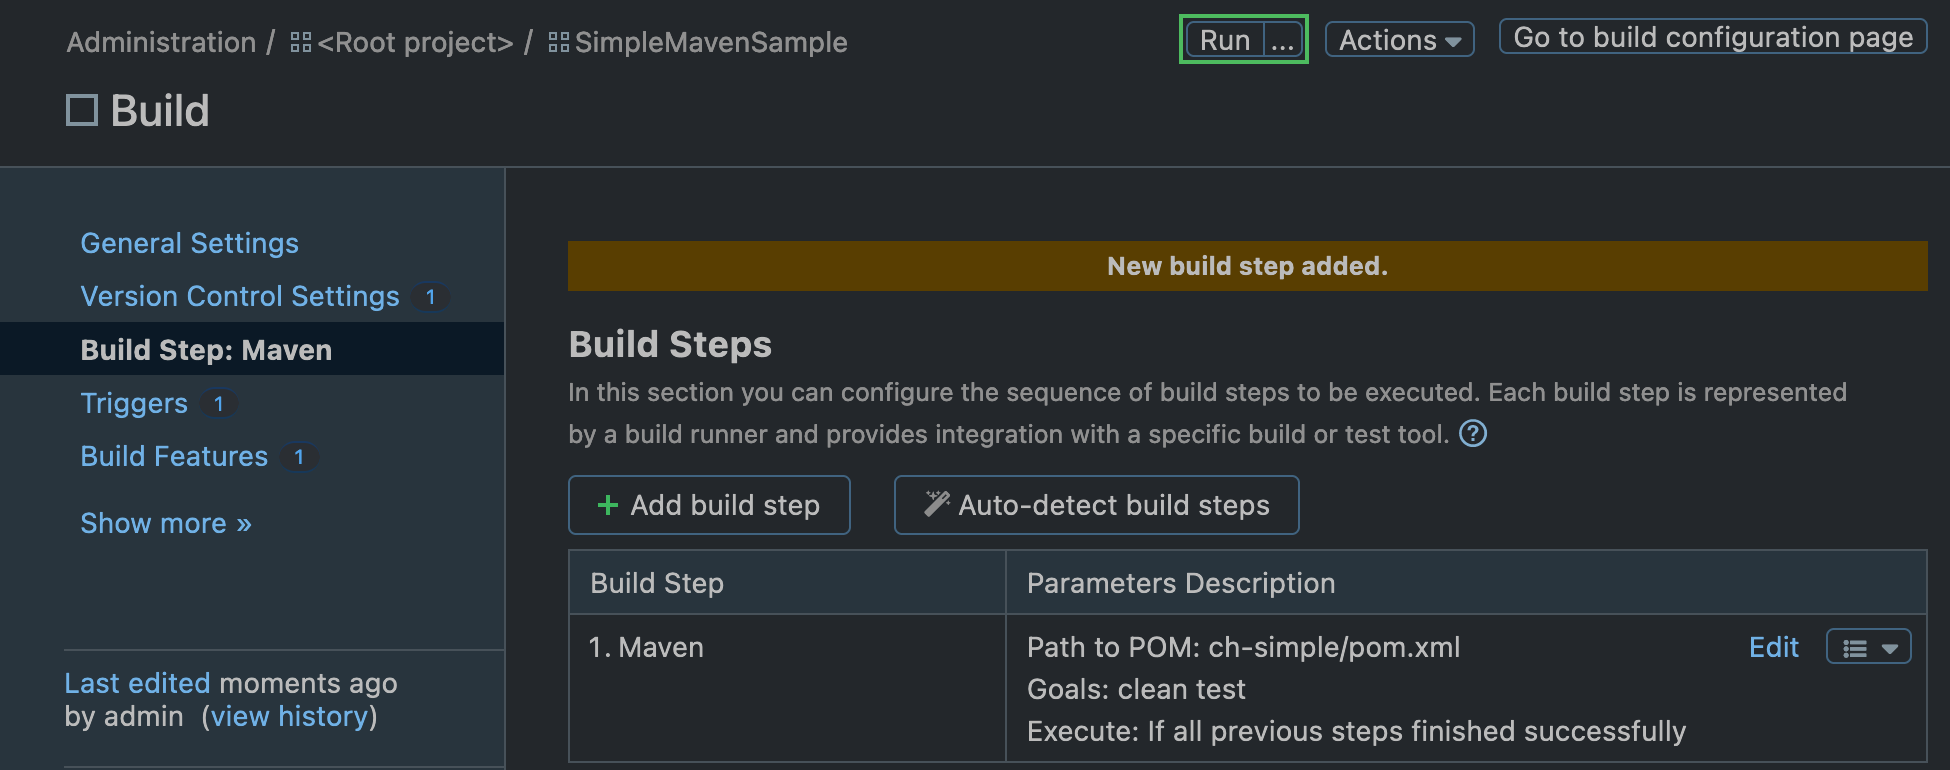 Administration / <Root project> / SimpleMavenSample
Run ... Actions Go to build configuration page
Build
General Settings
Version Control Settings 1
Build Step: Maven
Triggers 1
Build Features 1
Show more »
Last edited moments ago
by admin (view history)
New build step added.
Build Steps
In this section you can configure the sequence of build steps to be executed. Each build step is represented
by a build runner and provides integration with a specific build or test tool. ?
+ Add build step Auto-detect build steps
Build Step Parameters Description
1. Maven Path to POM: ch-simple/pom.xml Edit
Goals: clean test
Execute: If all previous steps finished successfully